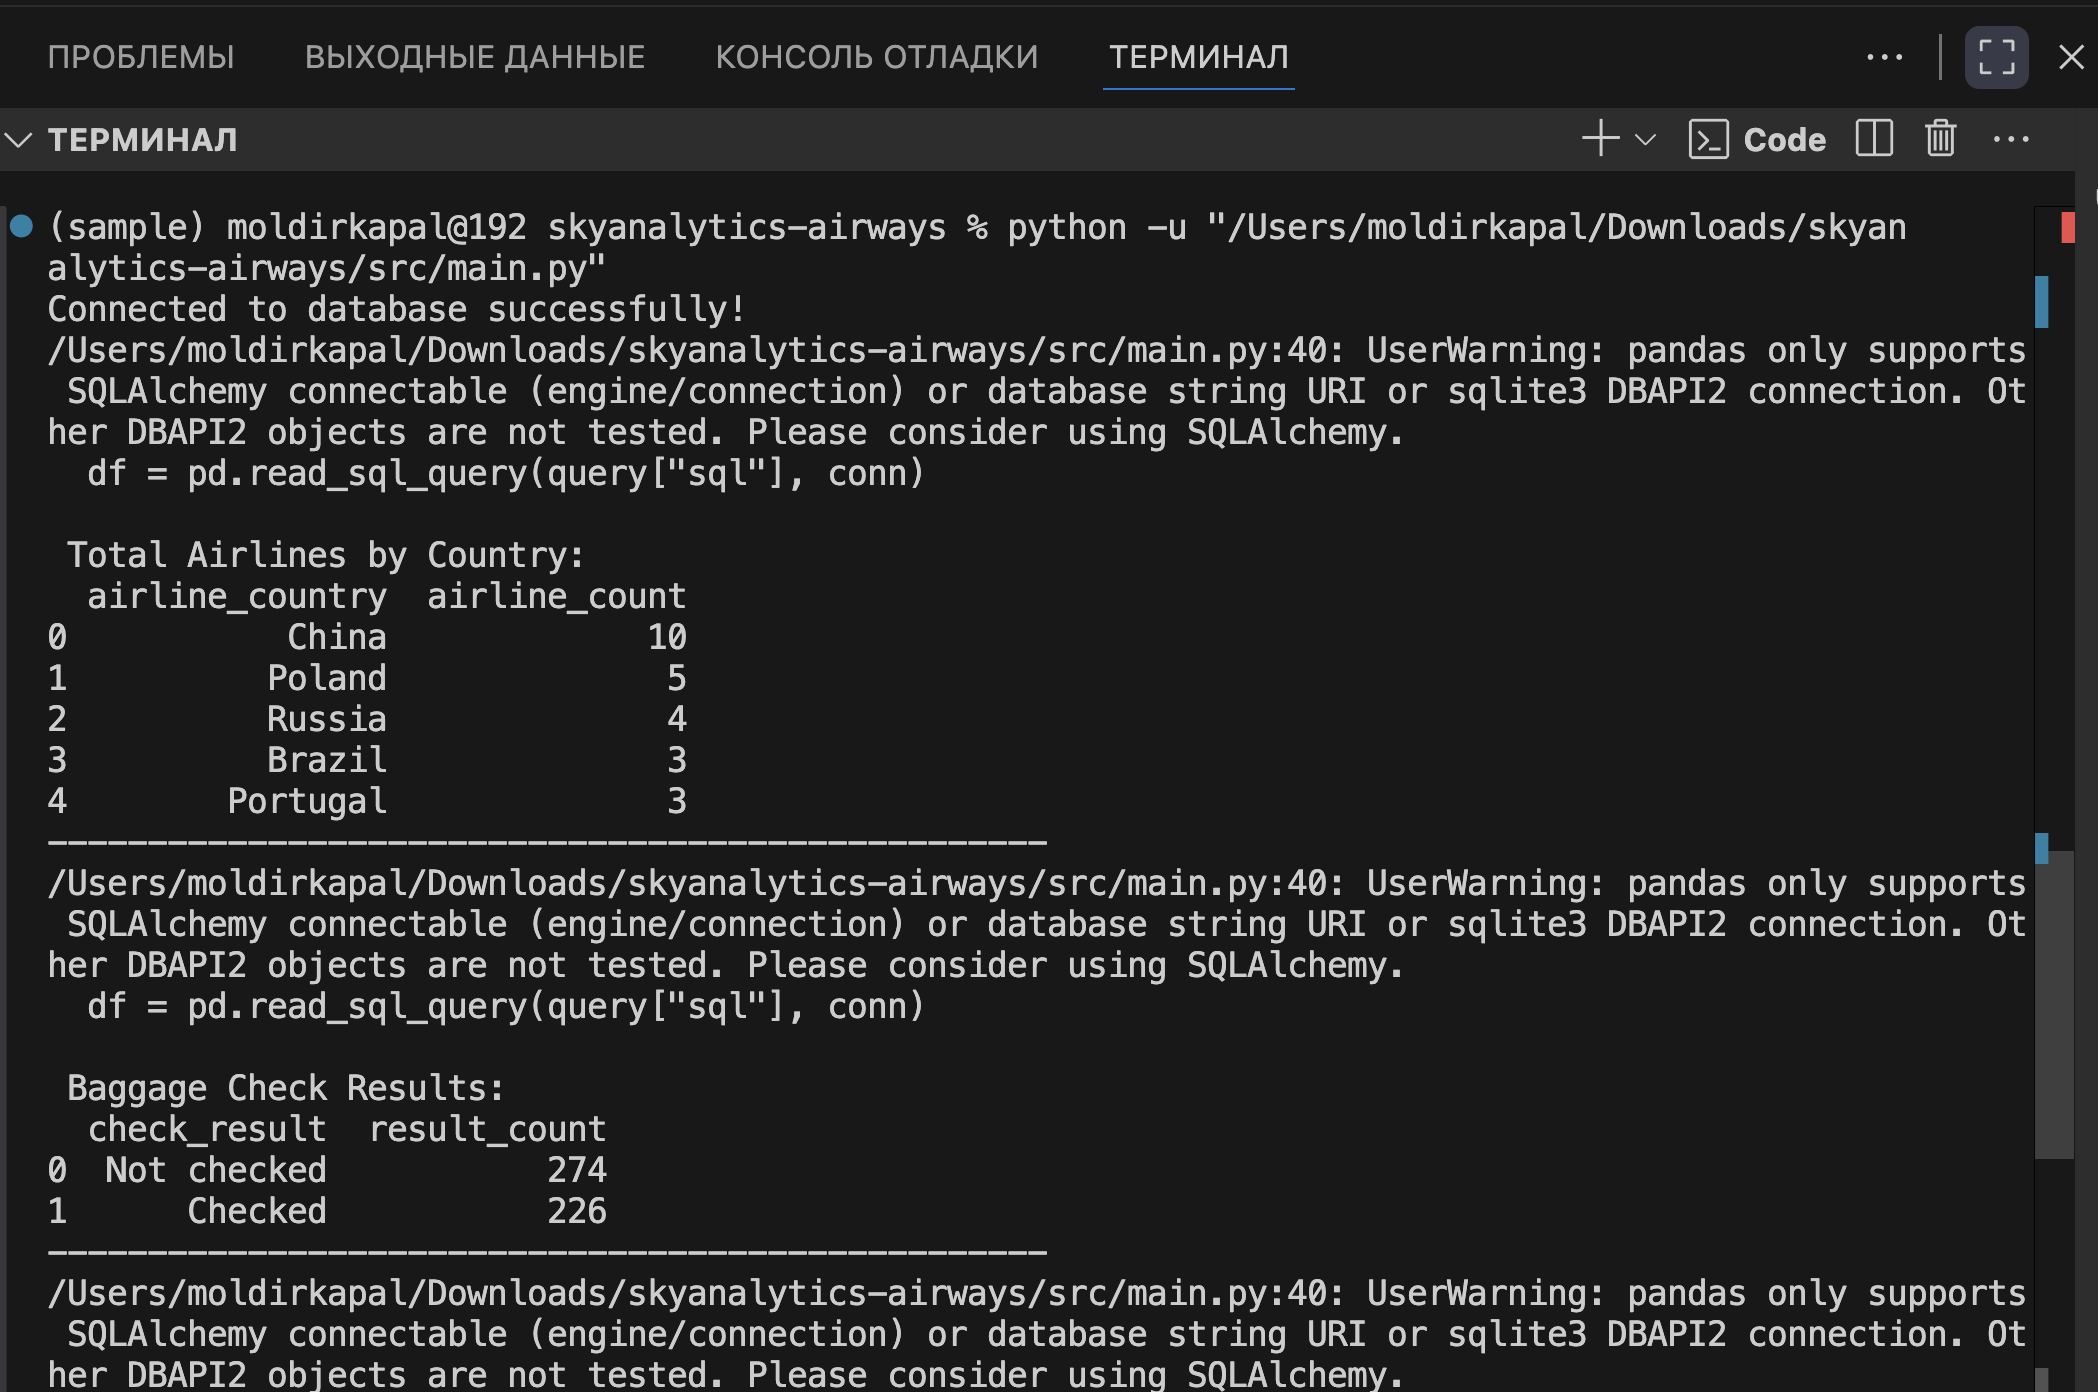 ПРОБЛЕМЫ ВЫХОДНЫЕ ДАННЫЕ КОНСОЛЬ ОТЛАДКИ ТЕРМИНАЛ
ТЕРМИНАЛ Code
(sample) moldirkapal@192 skyanalytics-airways % python -u "/Users/moldirkapal/Downloads/skyan
alytics-airways/src/main.py"
Connected to database successfully!
/Users/moldirkapal/Downloads/skyanalytics-airways/src/main.py:40: UserWarning: pandas only supports
 SQLAlchemy connectable (engine/connection) or database string URI or sqlite3 DBAPI2 connection. Ot
her DBAPI2 objects are not tested. Please consider using SQLAlchemy.
  df = pd.read_sql_query(query["sql"], conn)

 Total Airlines by Country:
  airline_country  airline_count
0           China             10
1          Poland              5
2          Russia              4
3          Brazil              3
4        Portugal              3
--------------------------------------------------
/Users/moldirkapal/Downloads/skyanalytics-airways/src/main.py:40: UserWarning: pandas only supports
 SQLAlchemy connectable (engine/connection) or database string URI or sqlite3 DBAPI2 connection. Ot
her DBAPI2 objects are not tested. Please consider using SQLAlchemy.
  df = pd.read_sql_query(query["sql"], conn)

 Baggage Check Results:
  check_result  result_count
0  Not checked           274
1      Checked           226
--------------------------------------------------
/Users/moldirkapal/Downloads/skyanalytics-airways/src/main.py:40: UserWarning: pandas only supports
 SQLAlchemy connectable (engine/connection) or database string URI or sqlite3 DBAPI2 connection. Ot
her DBAPI2 objects are not tested. Please consider using SQLAlchemy.